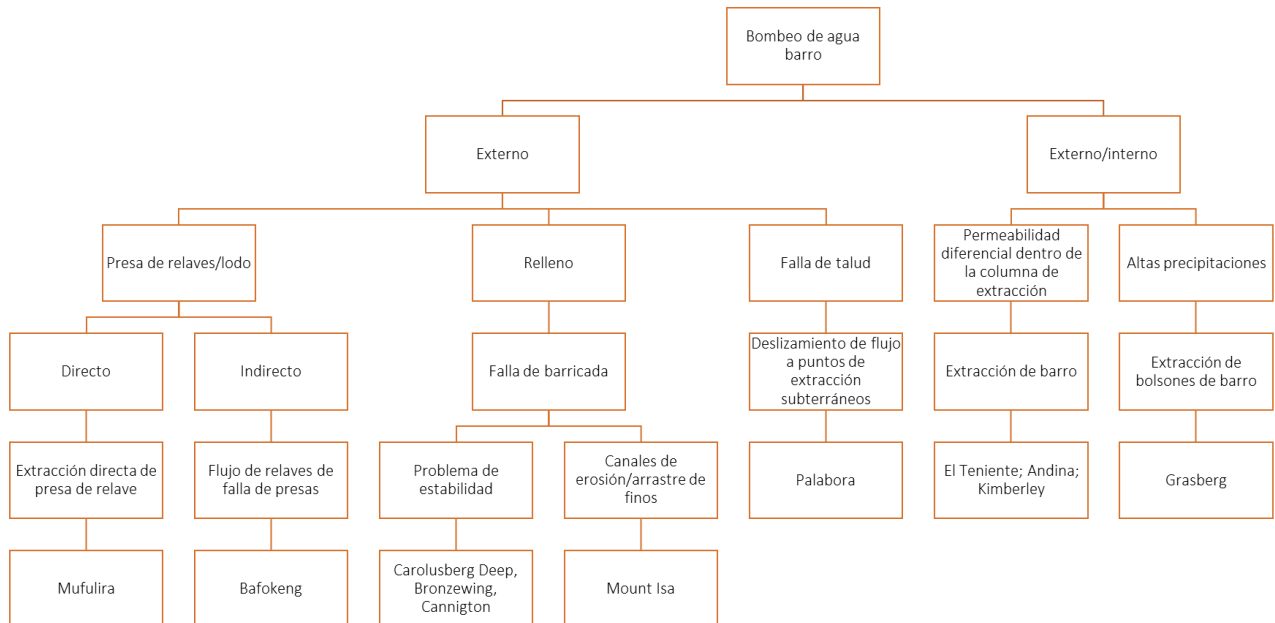 Bombeo de agua
barro
Externo
Externo/interno
Presa de relaves/lodo
Relleno
Falla de talud
Permeabilidad
diferencial dentro de
la columna de
extracción
Altas precipitaciones
Directo
Indirecto
Falla de barricada
Deslizamiento de flujo
a puntos de
extracción
subterráneos
Extracción de barro
Extracción de
bolsones de barro
Extracción directa de
presa de relave
Flujo de relaves de
falla de presas
Problema de
estabilidad
Canales de
erosión/arrastre de
finos
Palabora
El Teniente; Andina;
Kimberley
Grasberg
Mufulira
Bafokeng
Carolusberg Deep,
Bronzewing,
Cannigton
Mount Isa